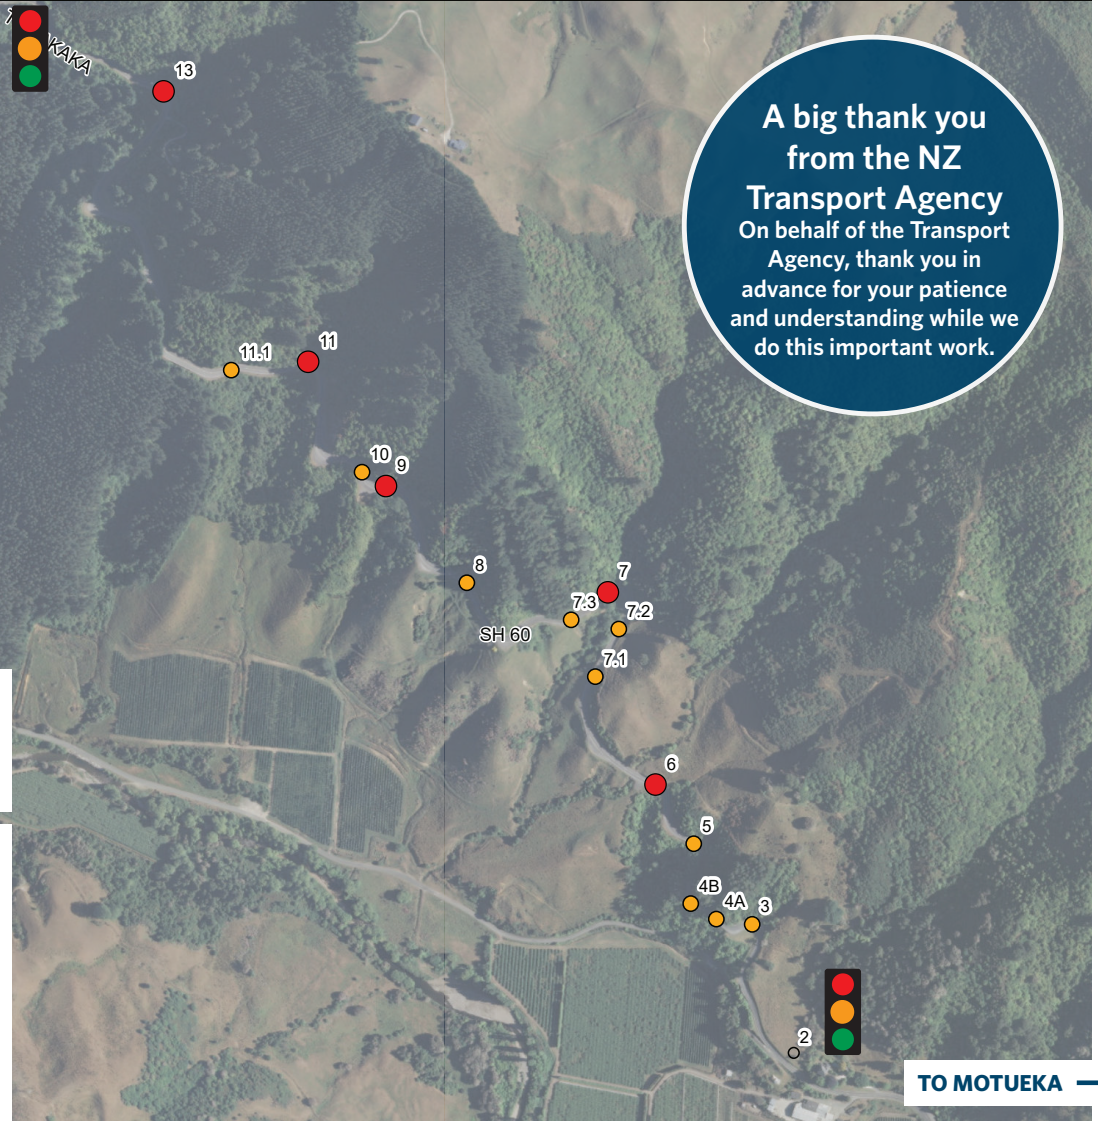 KAKA
13
A big thank you
from the NZ
Transport Agency
On behalf of the Transport
Agency, thank you in
advance for your patience
and understanding while we
do this important work.
11
11.1
10
9
8
7
7.3
7.2
SH 60
7.1
6
5
4B
4A
3
2
TO MOTUEKA